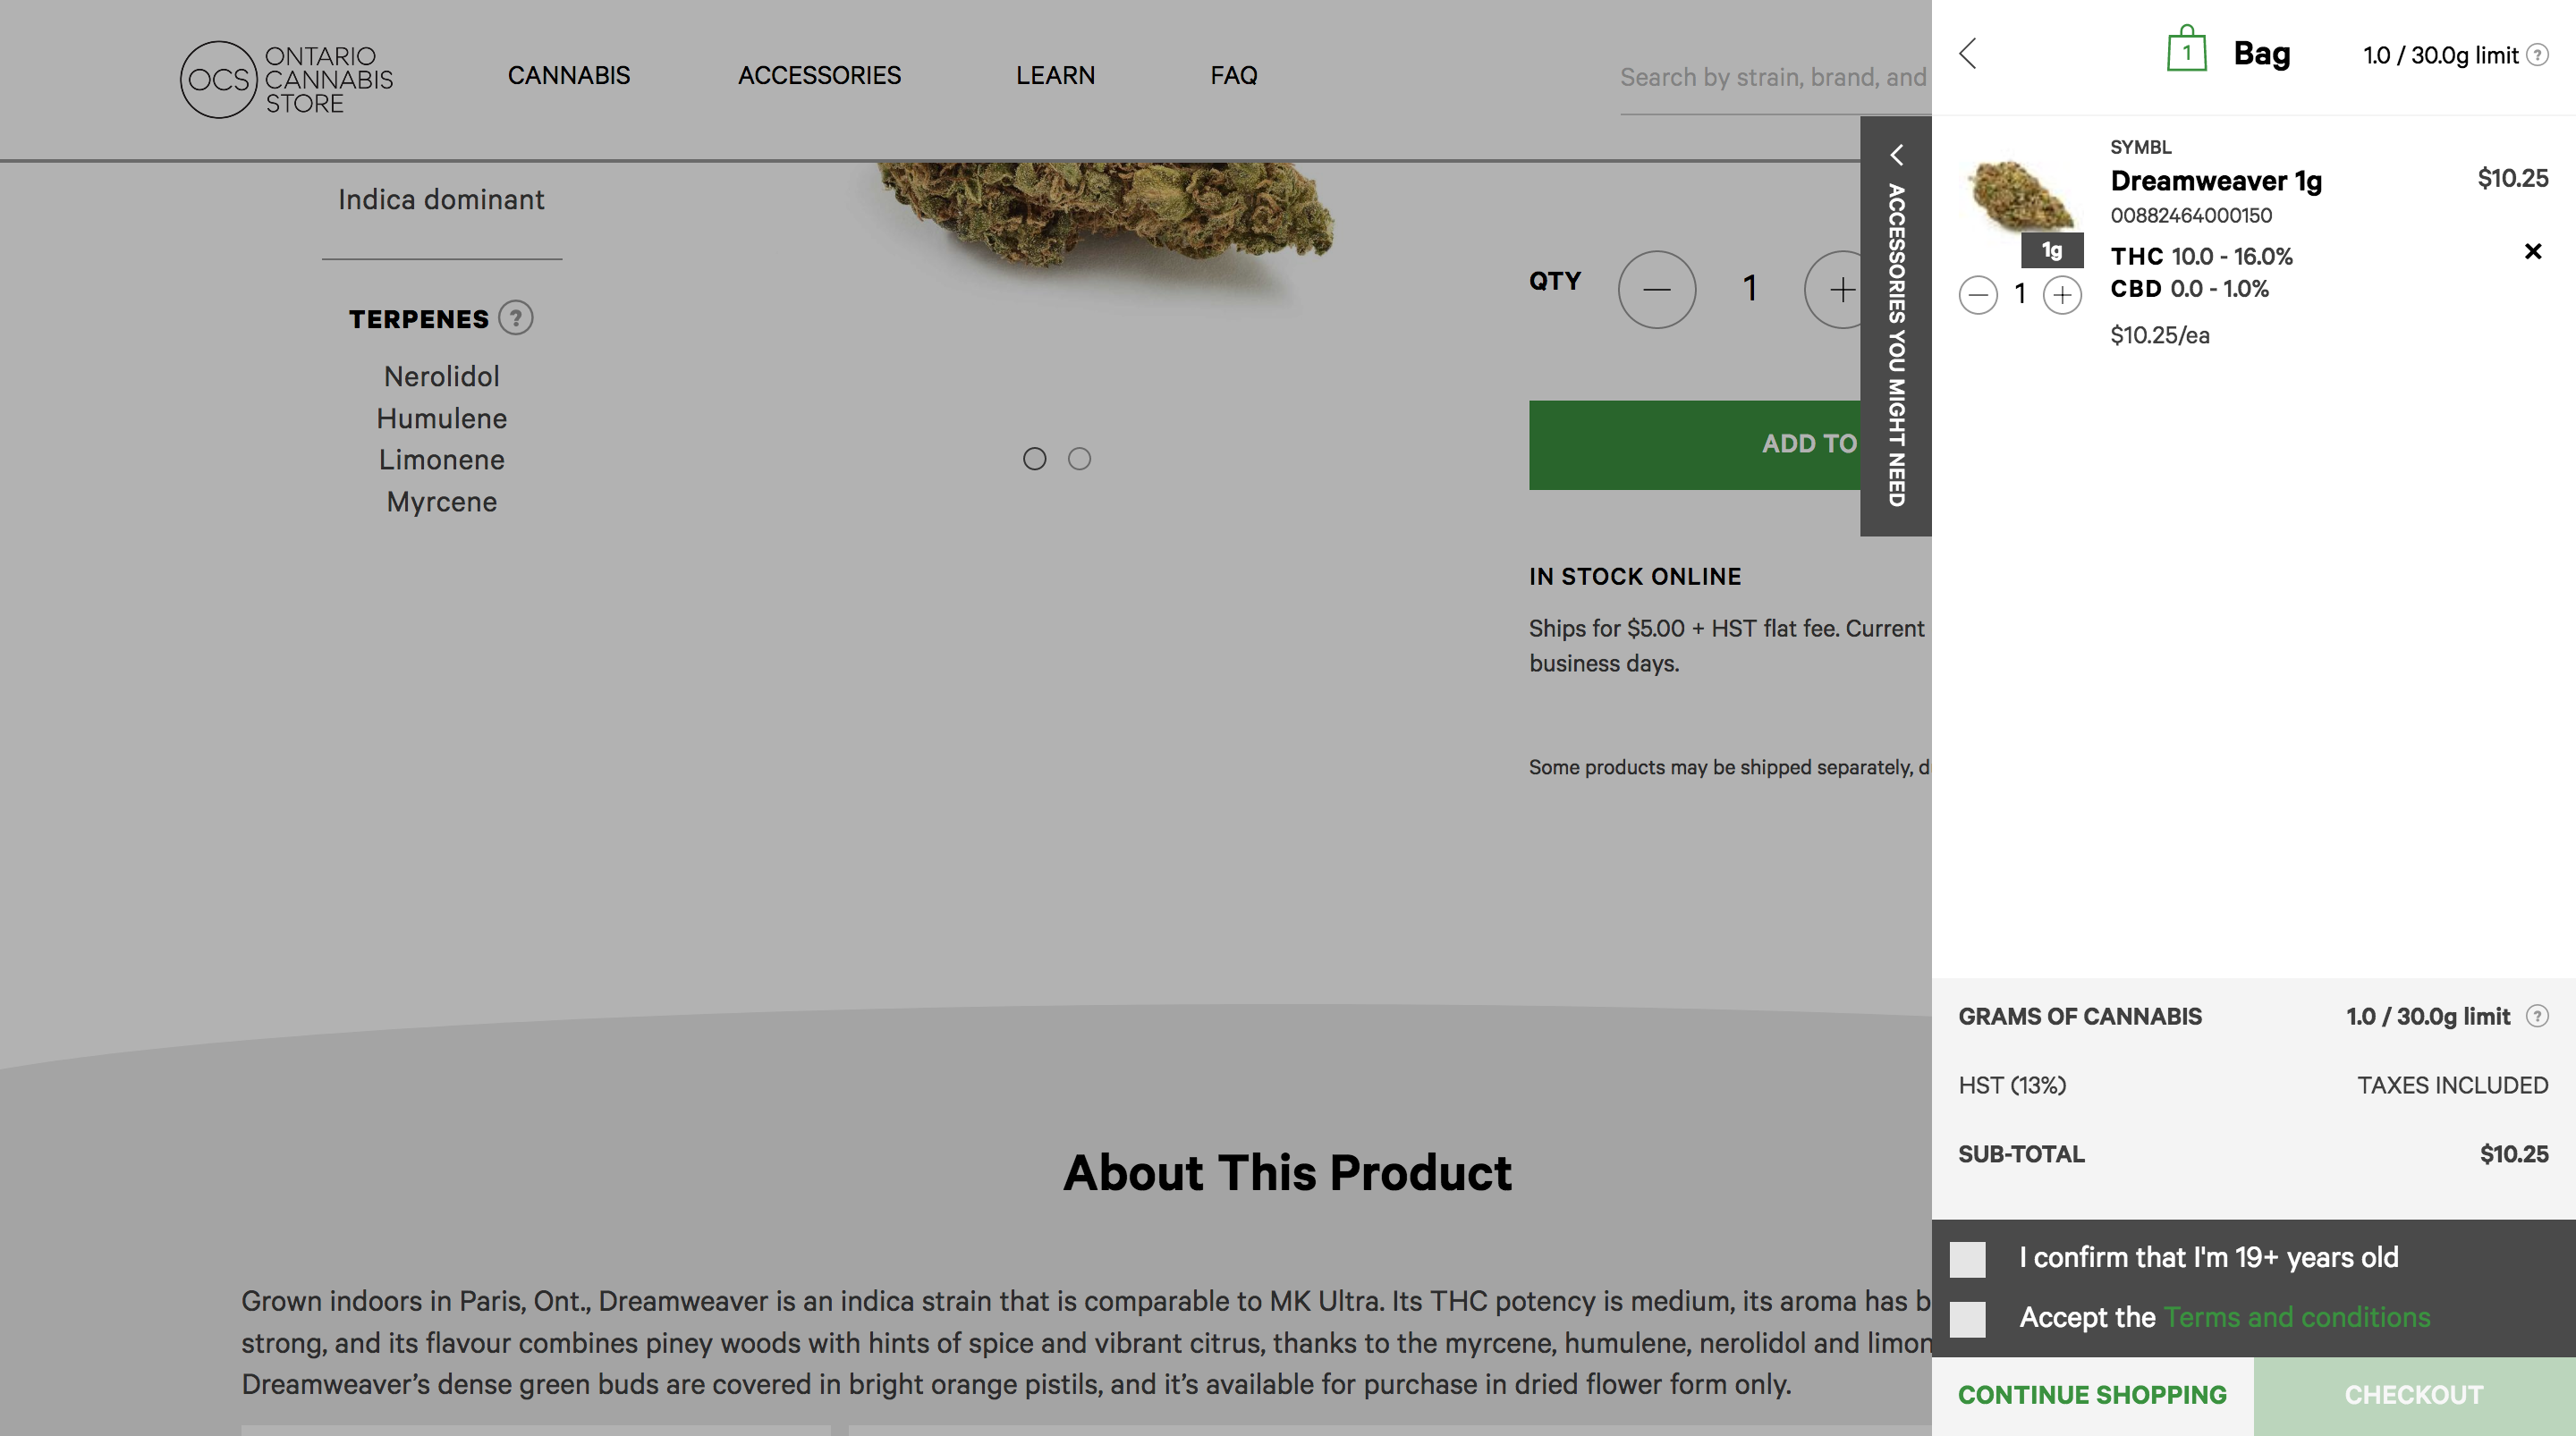 OCS
ONTARIO
CANNABIS
STORE
CANNABIS
ACCESSORIES
LEARN
FAQ
Search by strain, brand, and
Indica dominant
TERPENES ?
Nerolidol
Humulene
Limonene
Myrcene
QTY
1
ADD TO
IN STOCK ONLINE
Ships for $5.00 + HST flat fee. Current
business days.
Some products may be shipped separately, d
About This Product
Grown indoors in Paris, Ont., Dreamweaver is an indica strain that is comparable to MK Ultra. Its THC potency is medium, its aroma has b
strong, and its flavour combines piney woods with hints of spice and vibrant citrus, thanks to the myrcene, humulene, nerolidol and limon
Dreamweaver's dense green buds are covered in bright orange pistils, and it's available for purchase in dried flower form only.
ACCESSORIES YOU MIGHT NEED
1
Bag
1.0 / 30.0g limit ?
SYMBL
Dreamweaver 1g
$10.25
00882464000150
1g
THC 10.0 - 16.0%
CBD 0.0 - 1.0%
1
$10.25/ea
GRAMS OF CANNABIS
1.0 / 30.0g limit ?
HST (13%)
TAXES INCLUDED
SUB-TOTAL
$10.25
I confirm that I'm 19+ years old
Accept the Terms and conditions
CONTINUE SHOPPING
CHECKOUT